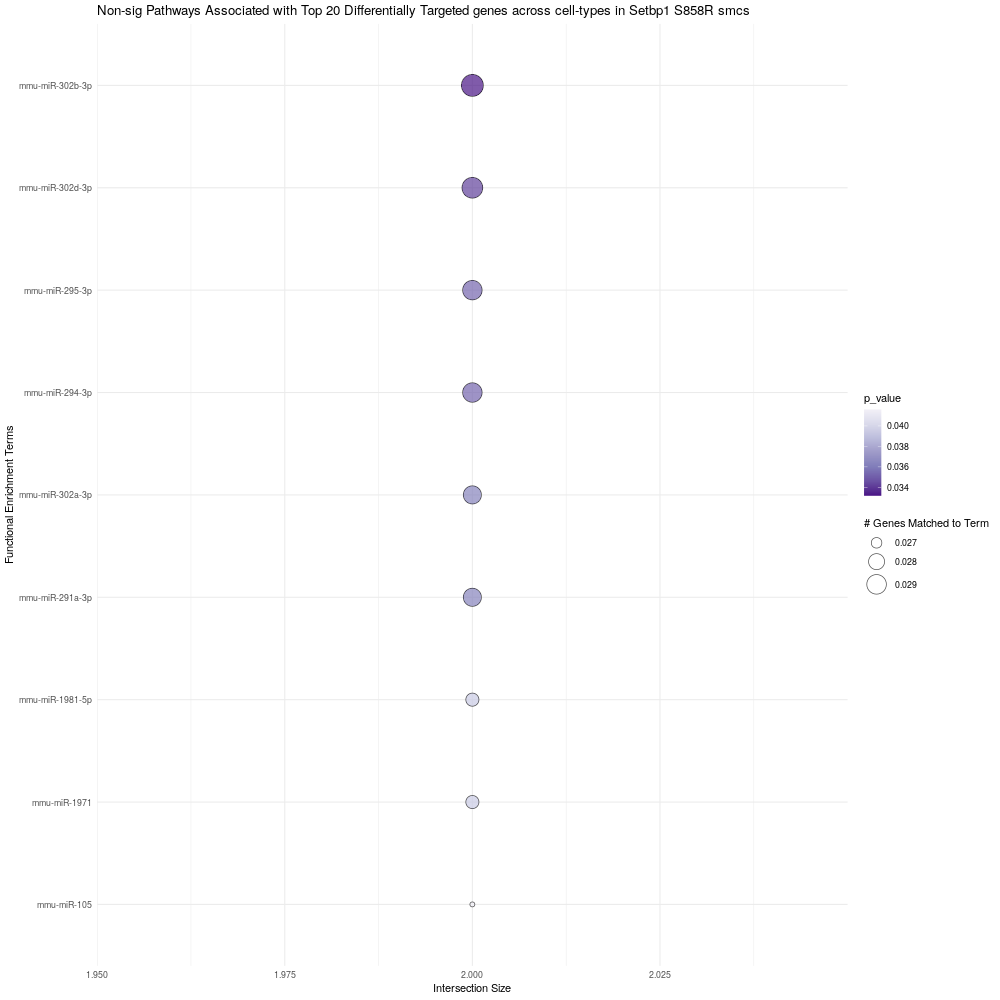 Non-sig Pathways Associated with Top 20 Differentially Targeted genes across cell-types in Setbp1 S858R smcs
mmu-miR-302b-3p
mmu-miR-302d-3p
mmu-miR-295-3p
mmu-miR-294-3p
mmu-miR-302a-3p
mmu-miR-291a-3p
mmu-miR-1981-5p
mmu-miR-1971
mmu-miR-105
Functional Enrichment Terms
1.950
1.975
2.000
2.025
Intersection Size
p_value
0.040
0.038
0.036
0.034
# Genes Matched to Term
0.027
0.028
0.029